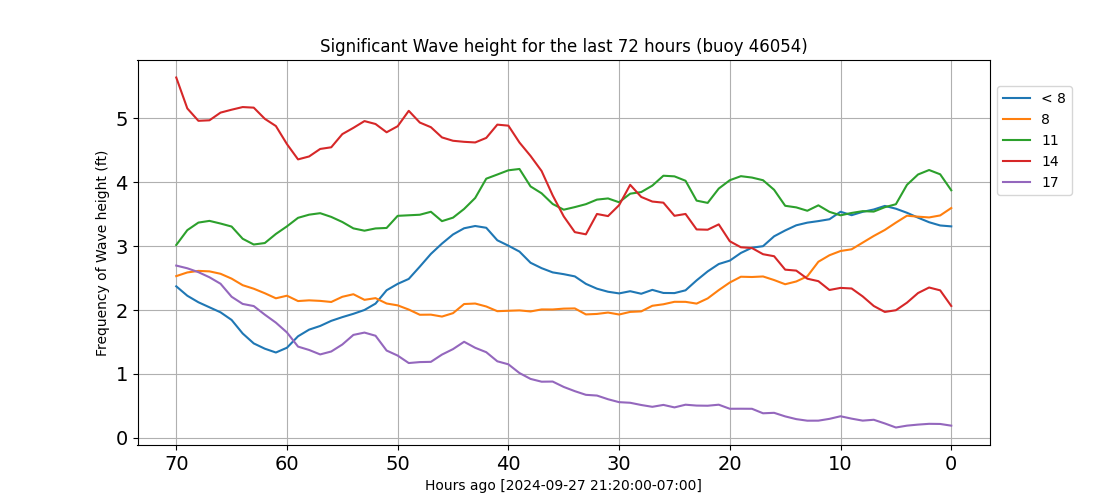 Significant Wave height for the last 72 hours (buoy 46054)
Frequency of Wave height (ft)
5
4
3
2
1
0
70 60 50 40 30 20 10 0
Hours ago [2024-09-27 21:20:00-07:00]
< 8
8
11
14
17